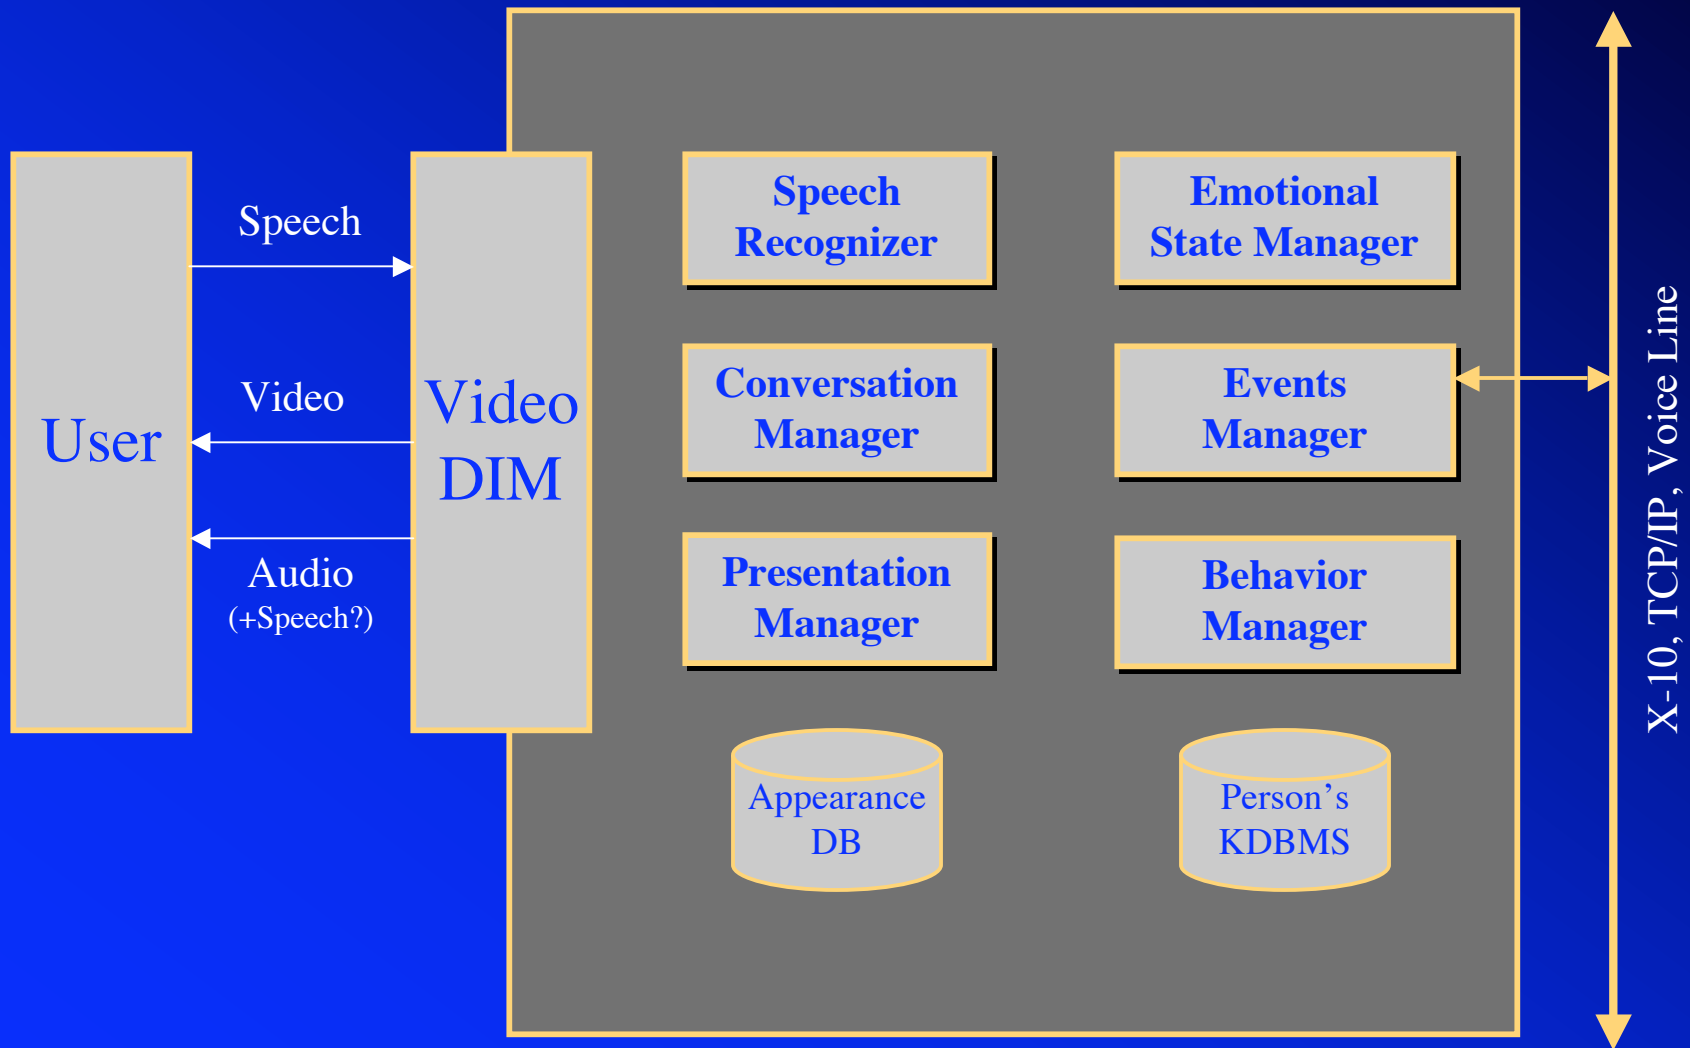 User
Speech
Video
Audio
(+Speech?)
Video
DIM
Speech
Recognizer
Emotional
State Manager
Conversation
Manager
Events
Manager
Presentation
Manager
Behavior
Manager
Appearance
DB
Person’s
KDBMS
X-10, TCP/IP, Voice Line